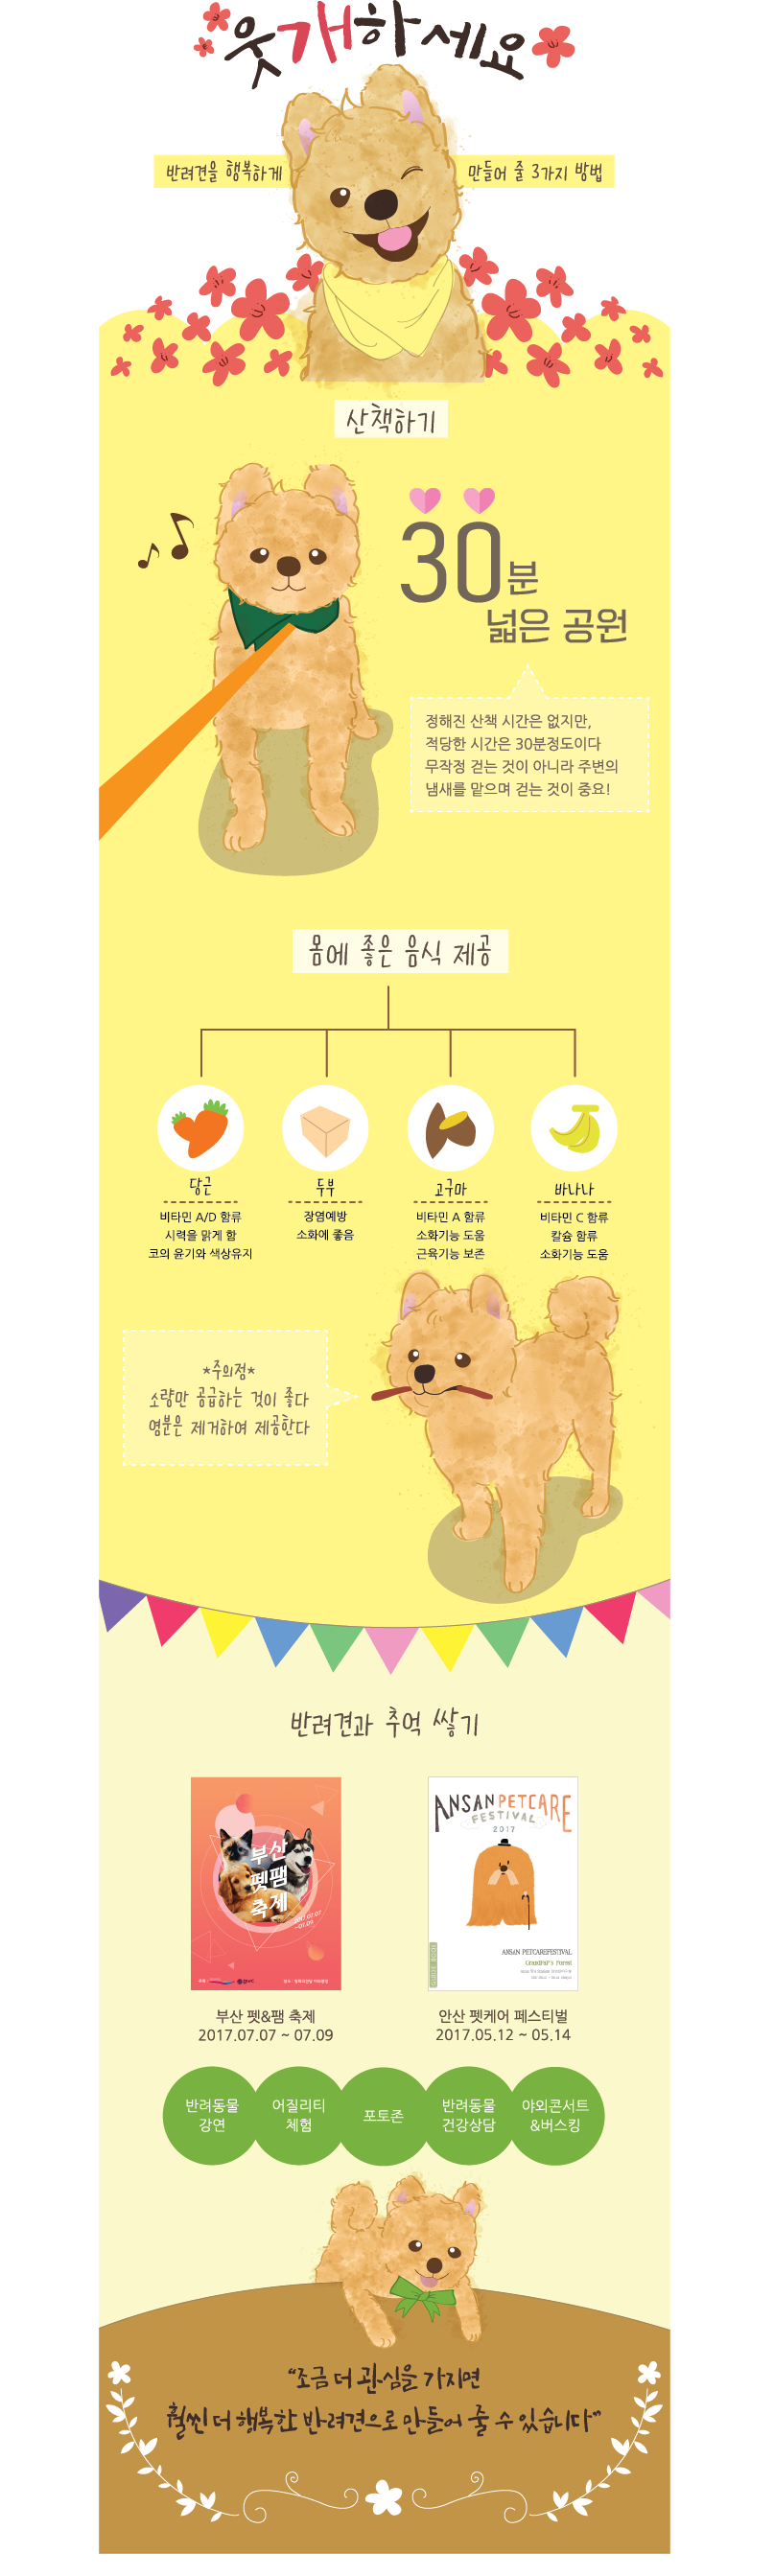 웃개하세요
반려견을 행복하게 만들어 줄 3가지 방법
산책하기
30분
넓은 공원
정해진 산책 시간은 없지만,
적당한 시간은 30분정도이다
무작정 걷는 것이 아니라 주변의
냄새를 맡으며 걷는 것이 중요!
몸에 좋은 음식 제공
당근
비타민 A/D 함류
시력을 맑게 함
코의 윤기와 색상유지
두부
장염예방
소화에 좋음
고구마
비타민 A 함류
소화기능 도움
근육기능 보존
바나나
비타민 C 함류
칼슘 함류
소화기능 도움
*주의점*
소량만 공급하는 것이 좋다
염분은 제거하여 제공한다
반려견과 추억 쌓기
부산
펫팸
축제
2017.07.07
~07.09
ANSAN PETCARE
FESTIVAL
2017
ANSAN PETCAREFESTIVAL
부산 펫&팸 축제
2017.07.07 ~ 07.09
안산 펫케어 페스티벌
2017.05.12 ~ 05.14
반려동물
강연
어질리티
체험
포토존
반려동물
건강상담
야외콘서트
&버스킹
“조금 더 관심을 가지면
훨씬 더 행복한 반려견으로 만들어 줄 수 있습니다”